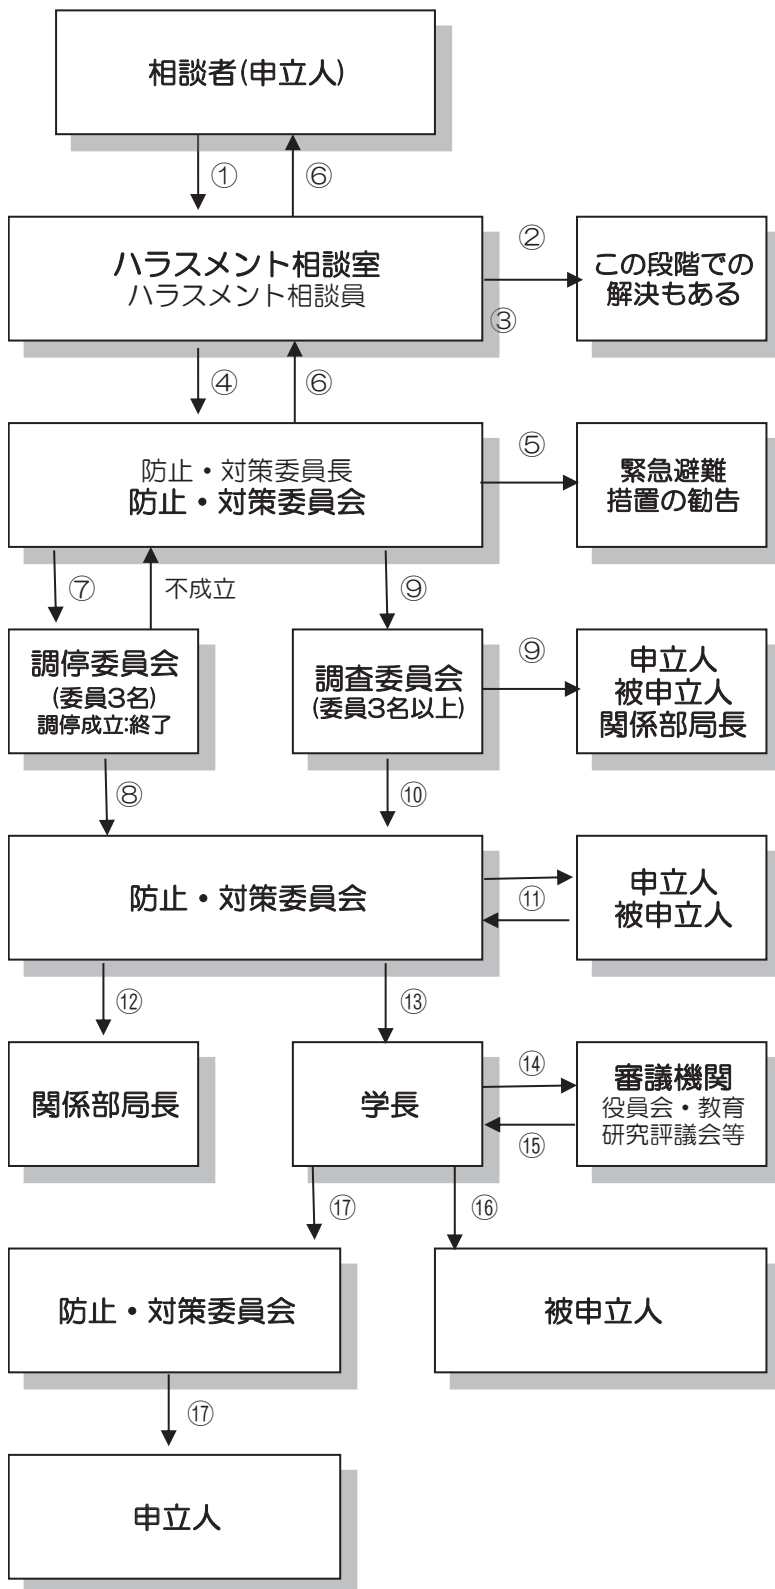 相談者(申立人)
①
⑥
ハラスメント相談室
ハラスメント相談員
②
③
この段階での
解決もある
④
⑥
防止・対策委員長
防止・対策委員会
⑤
緊急避難
措置の勧告
⑦
不成立
⑨
調停委員会
(委員3名)
調停成立:終了
調査委員会
(委員3名以上)
⑨
申立人
被申立人
関係部局長
⑧
⑩
防止・対策委員会
⑪
申立人
被申立人
⑫
⑬
関係部局長
学長
⑭
⑮
審議機関
役員会・教育
研究評議会等
⑰
⑯
防止・対策委員会
被申立人
⑰
申立人